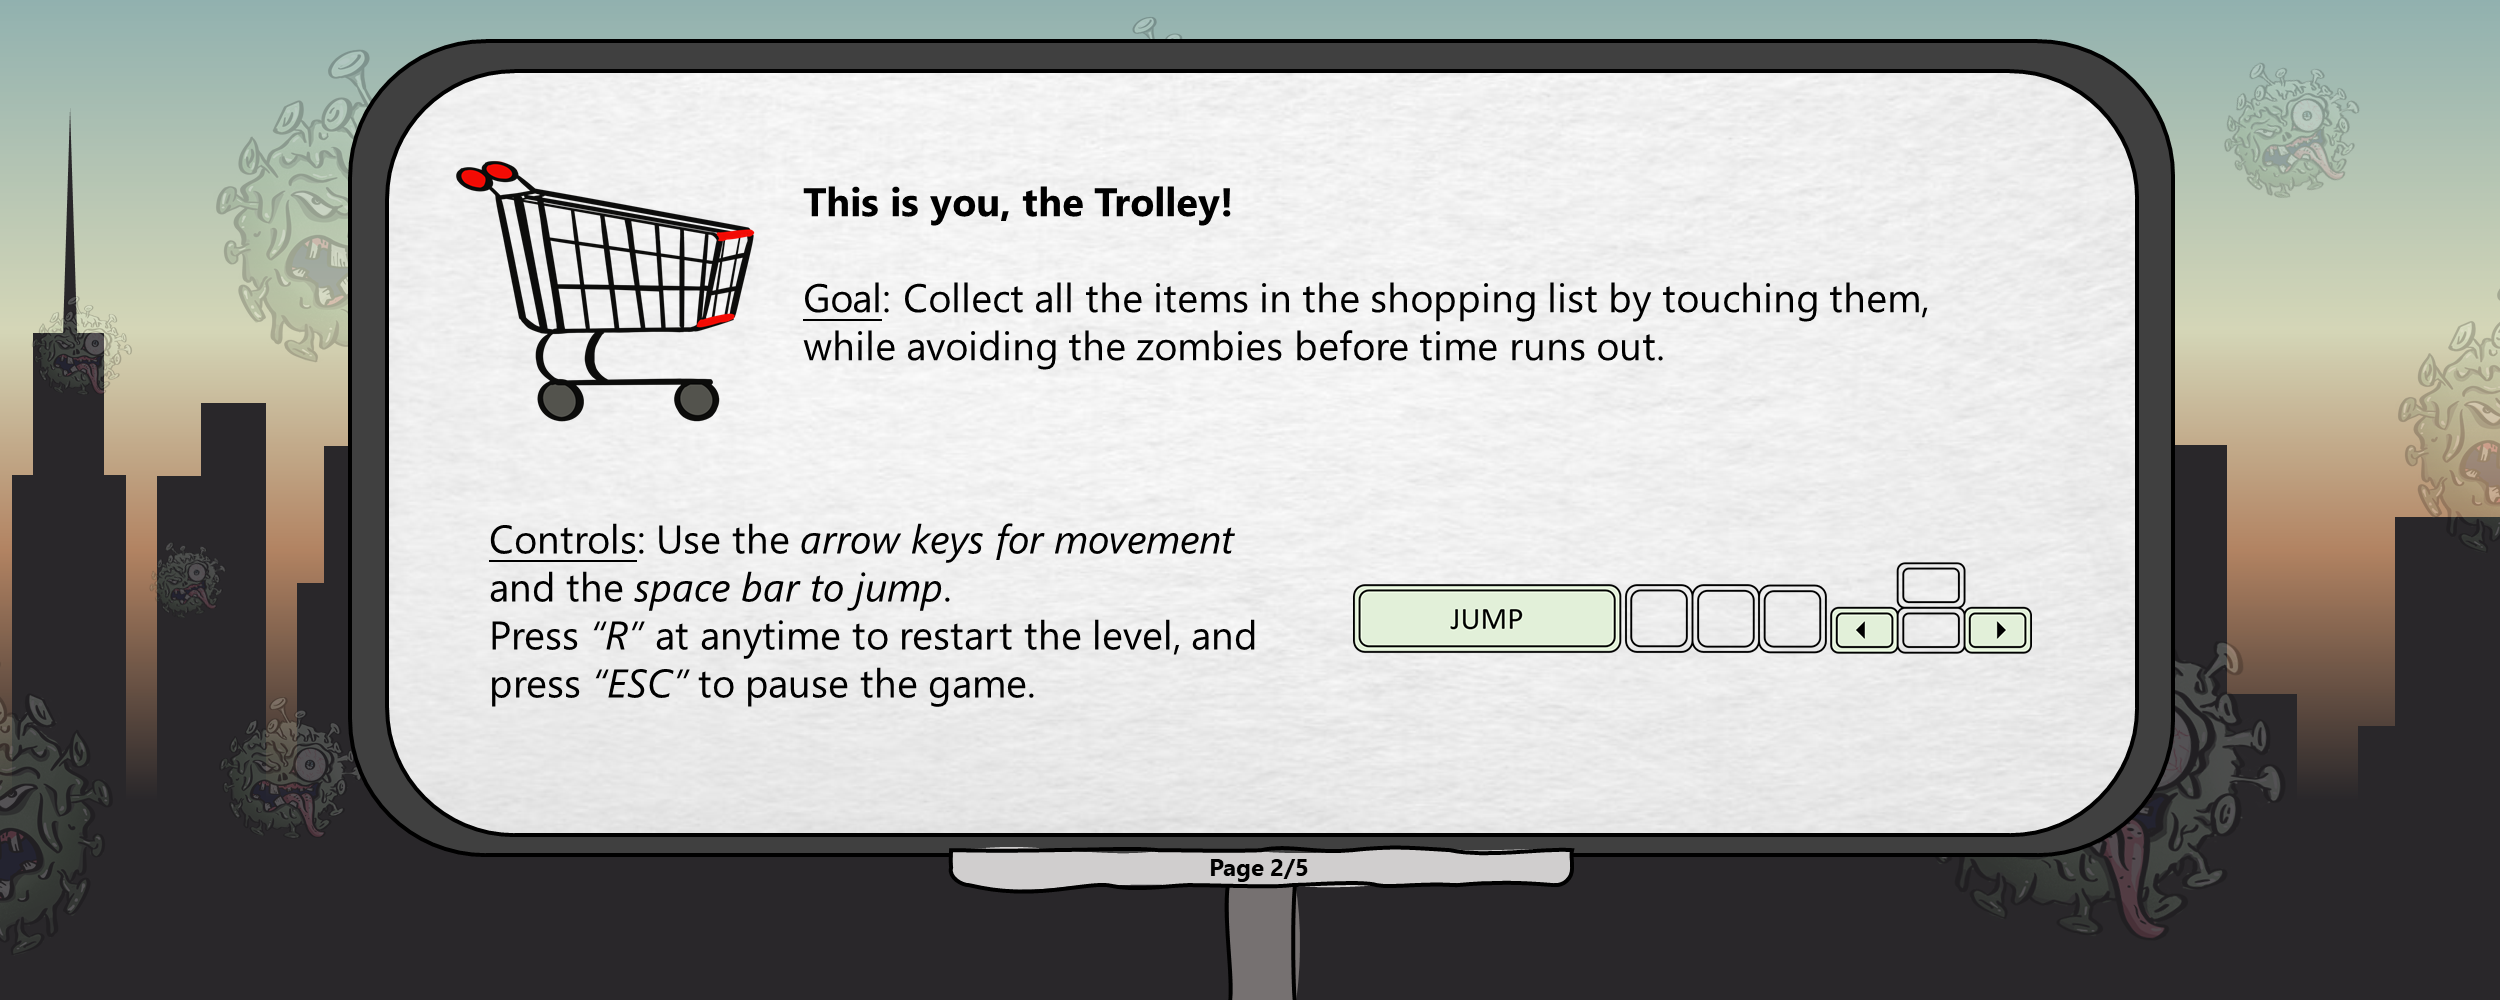 This is you, the Trolley!
Goal: Collect all the items in the shopping list by touching them,
while avoiding the zombies before time runs out.
Controls: Use the arrow keys for movement
and the space bar to jump.
Press “R” at anytime to restart the level, and
press “ESC” to pause the game.
JUMP
Page 2/5